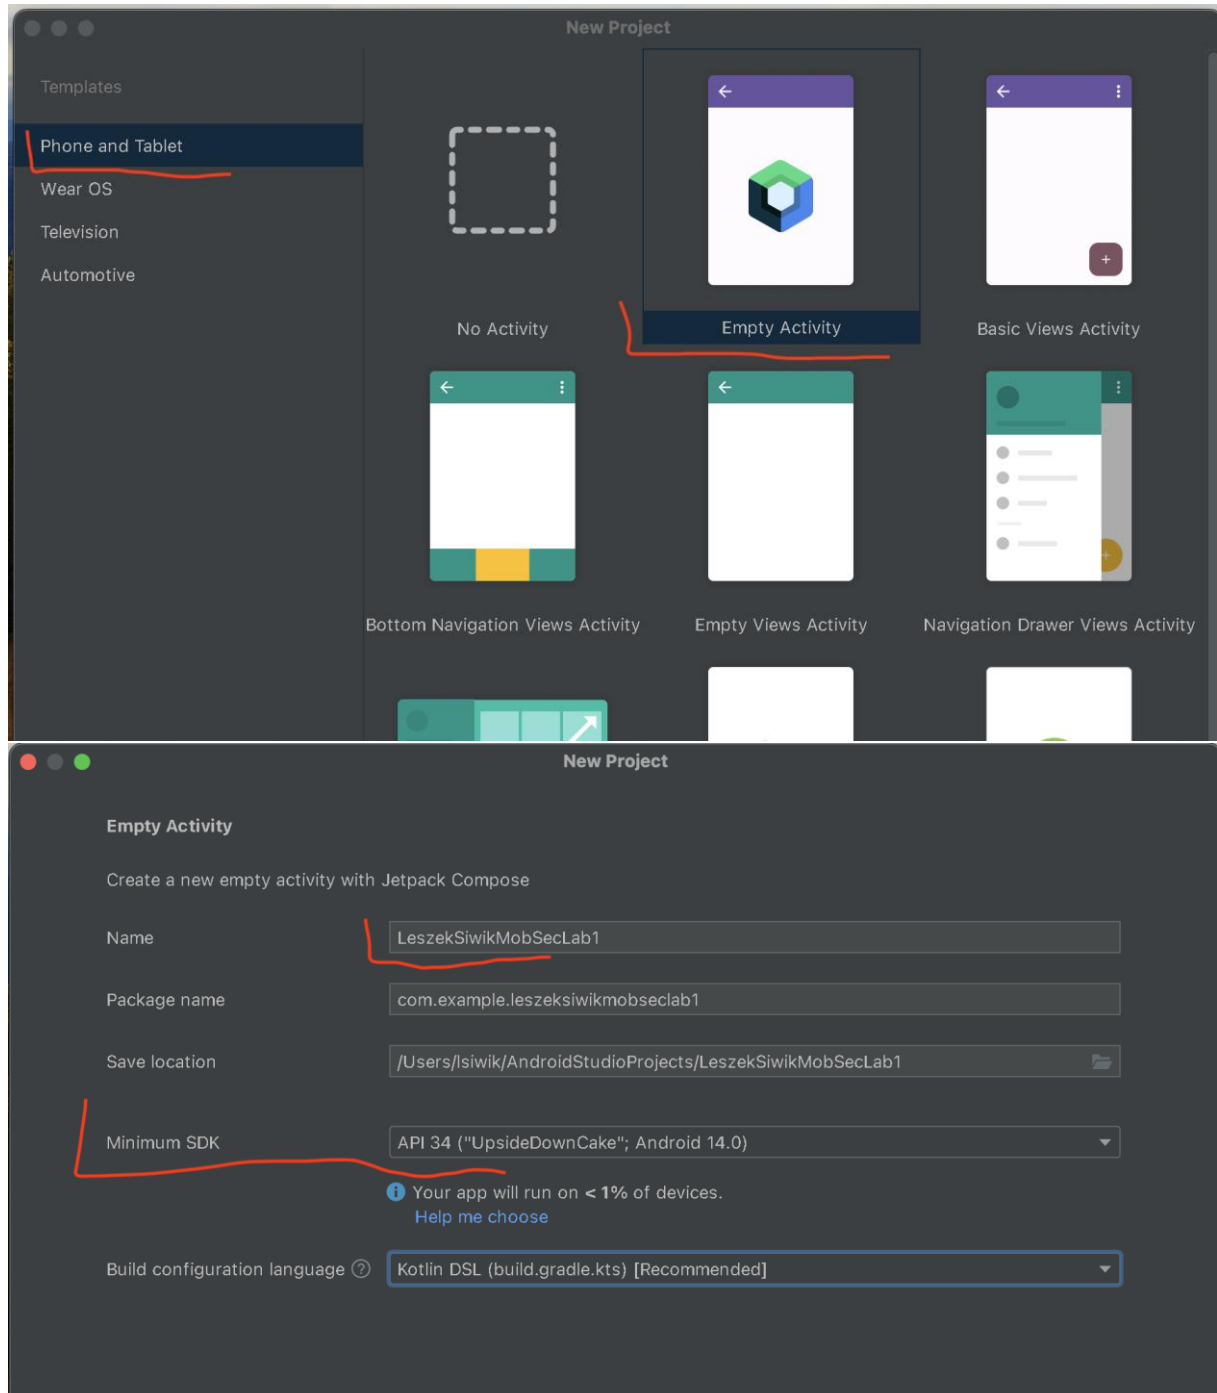 New Project
Templates
Phone and Tablet
Wear OS
Television
Automotive
No Activity
Empty Activity
Basic Views Activity
Bottom Navigation Views Activity
Empty Views Activity
Navigation Drawer Views Activity
New Project
Empty Activity
Create a new empty activity with Jetpack Compose
Name
LeszekSiwikMobSecLab1
Package name
com.example.leszeksiwikmobseclab1
Save location
/Users/lsiwik/AndroidStudioProjects/LeszekSiwikMobSecLab1
Minimum SDK
API 34 ("UpsideDownCake"; Android 14.0)
Your app will run on < 1% of devices.
Help me choose
Build configuration language ?
Kotlin DSL (build.gradle.kts) [Recommended]